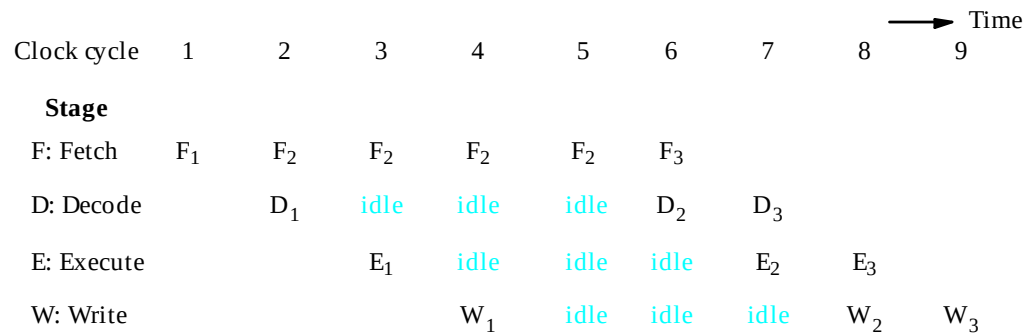 Time
Clock cycle 1 2 3 4 5 6 7 8 9
Stage
F: Fetch F1 F2 F2 F2 F2 F3
D: Decode D1 idle idle idle D2 D3
E: Execute E1 idle idle idle E2 E3
W: Write W1 idle idle idle W2 W3